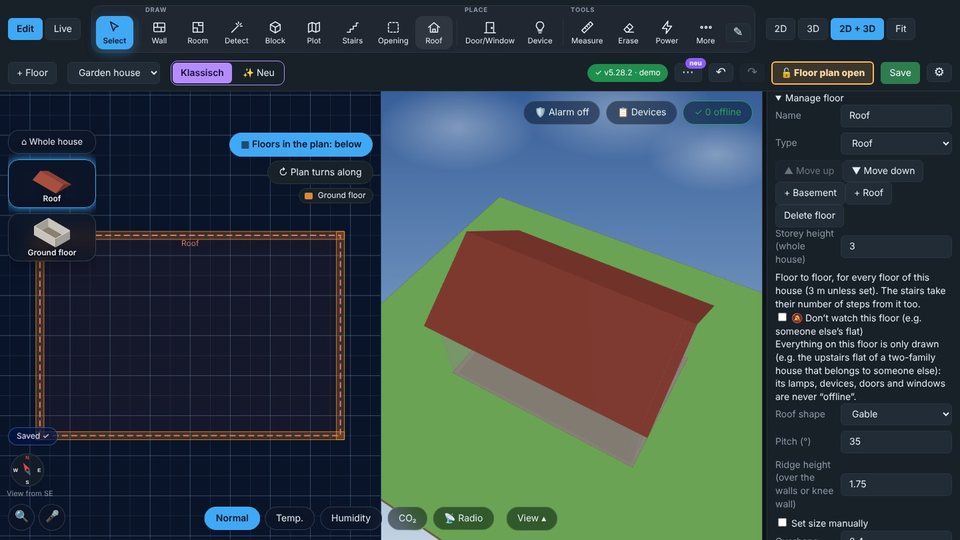 Edit
Live
DRAW
PLACE
TOOLS
Select
Wall
Room
Detect
Block
Plot
Stairs
Opening
Roof
Door/Window
Device
Measure
Erase
Power
More
2D
3D
2D + 3D
Fit
+ Floor
Garden house
Klassisch
✨ Neu
✓ v5.28.2 · demo
neu
Floor plan open
Save
⌂ Whole house
Roof
Ground floor
Floors in the plan: below
↻ Plan turns along
Ground floor
Roof
Saved ✓
N
W
E
S
View from SE
Alarm off
Devices
✓ 0 offline
Normal
Temp.
Humidity
CO₂
Radio
View ▴
▼ Manage floor
Name
Roof
Type
Roof
▲ Move up
▼ Move down
+ Basement
+ Roof
Delete floor
Storey height
(whole
house)
3
Floor to floor, for every floor of this
house (3 m unless set). The stairs take
their number of steps from it too.
Don't watch this floor (e.g.
someone else's flat)
Everything on this floor is only drawn
(e.g. the upstairs flat of a two-family
house that belongs to someone else):
its lamps, devices, doors and windows
are never “offline”.
Roof shape
Gable
Pitch (°)
35
Ridge height
(over the
walls or knee
wall)
1.75
Set size manually